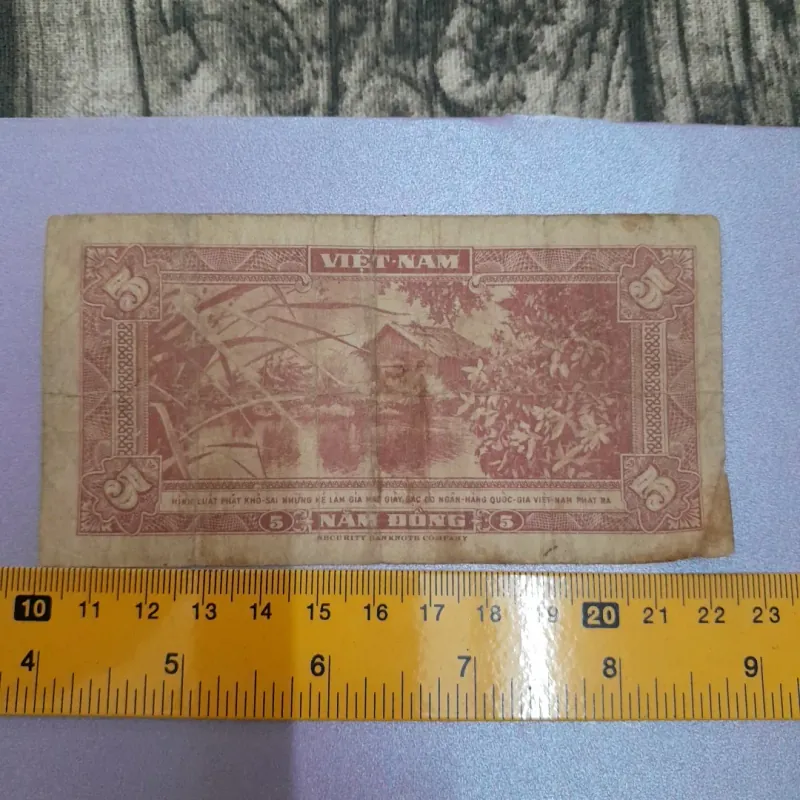 5 VIỆT-NAM 5
5 5
HÌNH LUẬT PHẠT KHỔ-SAI NHỮNG KẺ LÀM GIẢ NHỮ GIẤY BẠC DO NGÂN-HÀNG QUỐC-GIA VIỆT-NAM PHÁT RA
5 NĂM ĐỒNG 5
SECURITY BANKNOTE COMPANY
10 11 12 13 14 15 16 17 18 19 20 21 22 23
4 5 6 7 8 9